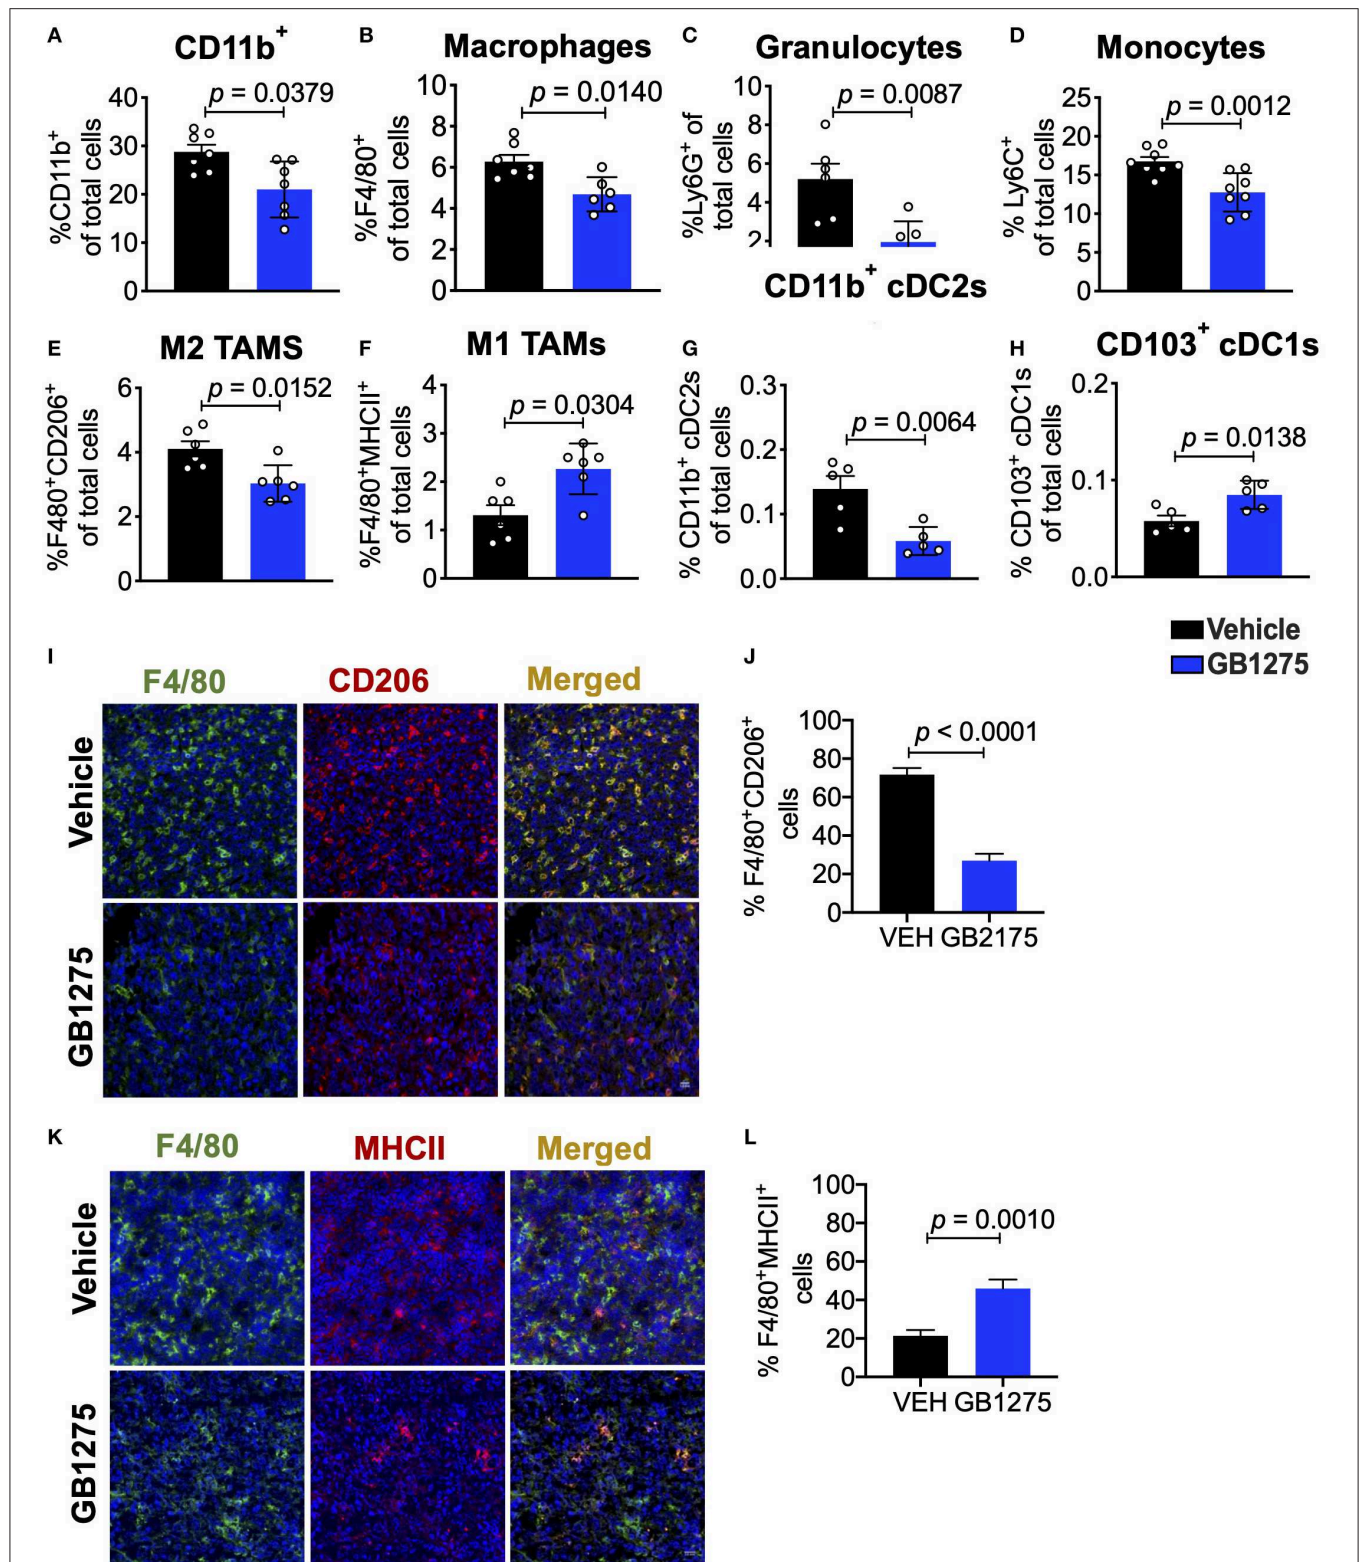 A
CD11b+
p = 0.0379
%CD11b+
of total cells
40
30
20
10
0
B
Macrophages
p = 0.0140
%F4/80+
of total cells
10
8
6
4
2
0
C
Granulocytes
p = 0.0087
%Ly6G+ of
total cells
10
8
6
4
2
D
Monocytes
p = 0.0012
% Ly6C+
of total cells
25
20
15
10
5
0
E
M2 TAMS
p = 0.0152
%F480+CD206+
of total cells
6
4
2
0
F
M1 TAMs
p = 0.0304
%F4/80+MHCII+
of total cells
4
3
2
1
0
G
CD11b+ cDC2s
p = 0.0064
% CD11b+ cDC2s
of total cells
0.3
0.2
0.1
0.0
H
CD103+ cDC1s
p = 0.0138
% CD103+ cDC1s
of total cells
0.2
0.1
0.0
Vehicle
GB1275
I
F4/80
CD206
Merged
Vehicle
GB1275
J
p < 0.0001
% F4/80+CD206+
cells
100
80
60
40
20
0
VEH GB2175
K
F4/80
MHCII
Merged
Vehicle
GB1275
L
p = 0.0010
% F4/80+MHCII+
cells
100
80
60
40
20
0
VEH GB1275